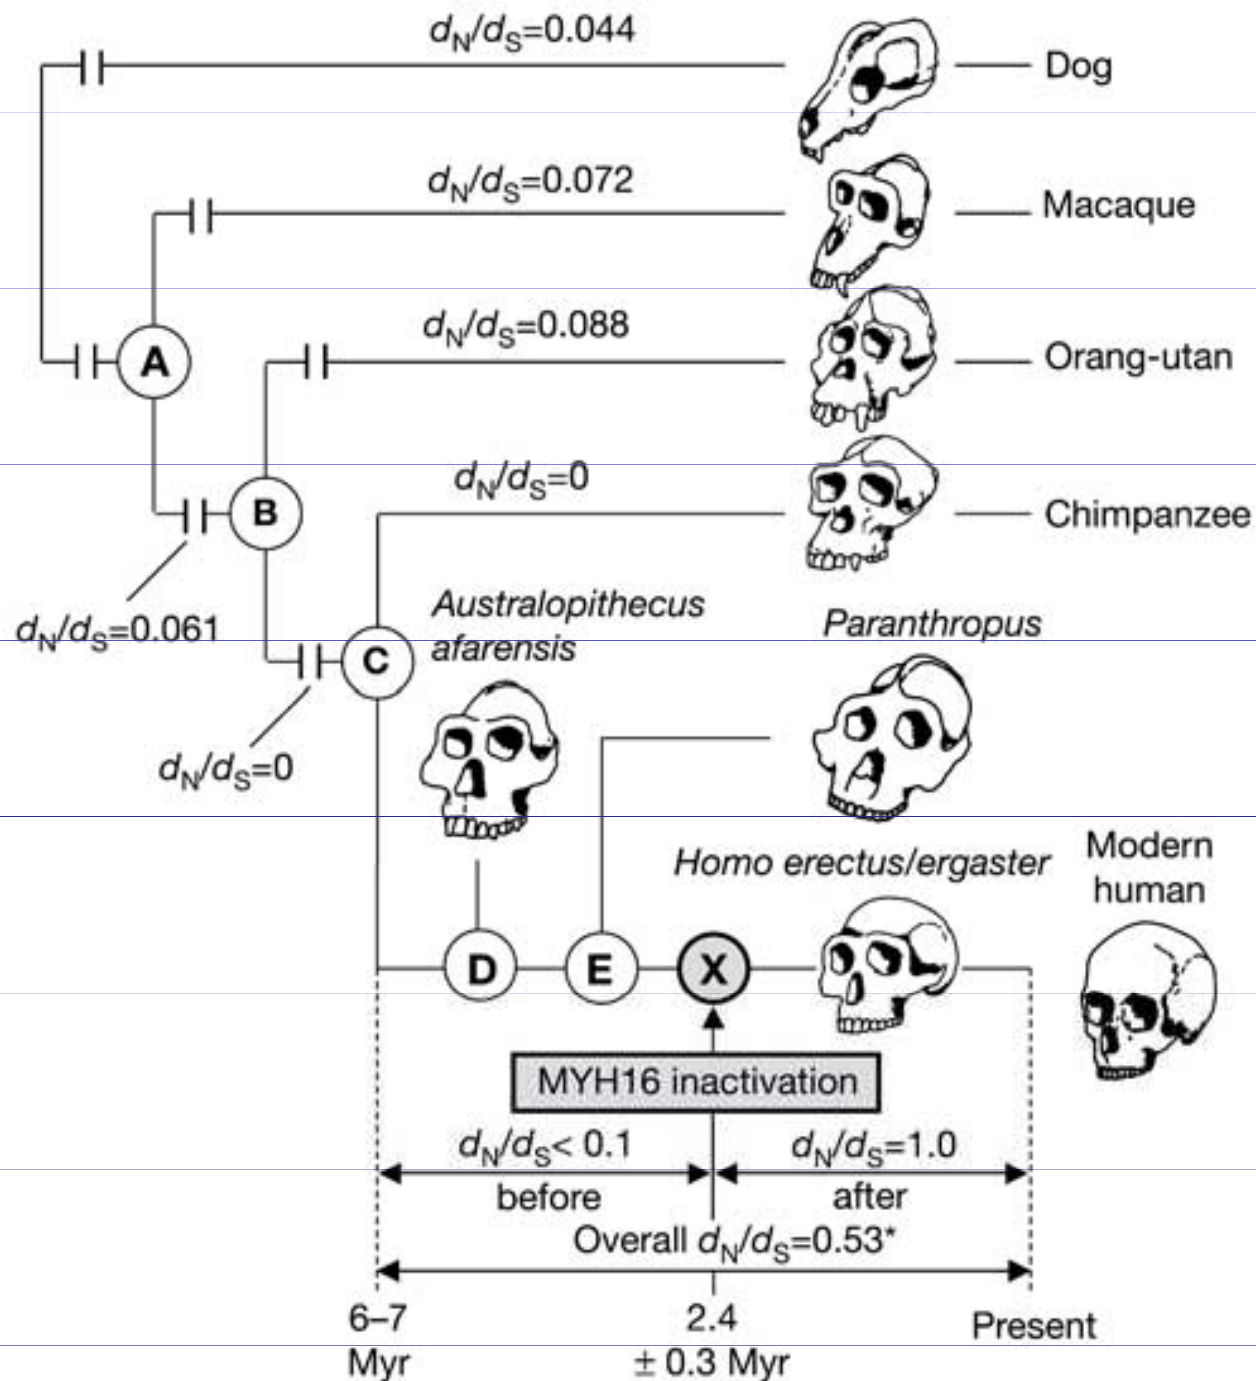 dN/dS=0.044
Dog
dN/dS=0.072
Macaque
dN/dS=0.088
Orang-utan
A
dN/dS=0
Chimpanzee
B
dN/dS=0.061
Australopithecus
afarensis
Paranthropus
C
dN/dS=0
Homo erectus/ergaster
Modern
human
D
E
X
MYH16 inactivation
dN/dS< 0.1
dN/dS=1.0
before
after
Overall dN/dS=0.53*
6–7
Myr
2.4
± 0.3 Myr
Present